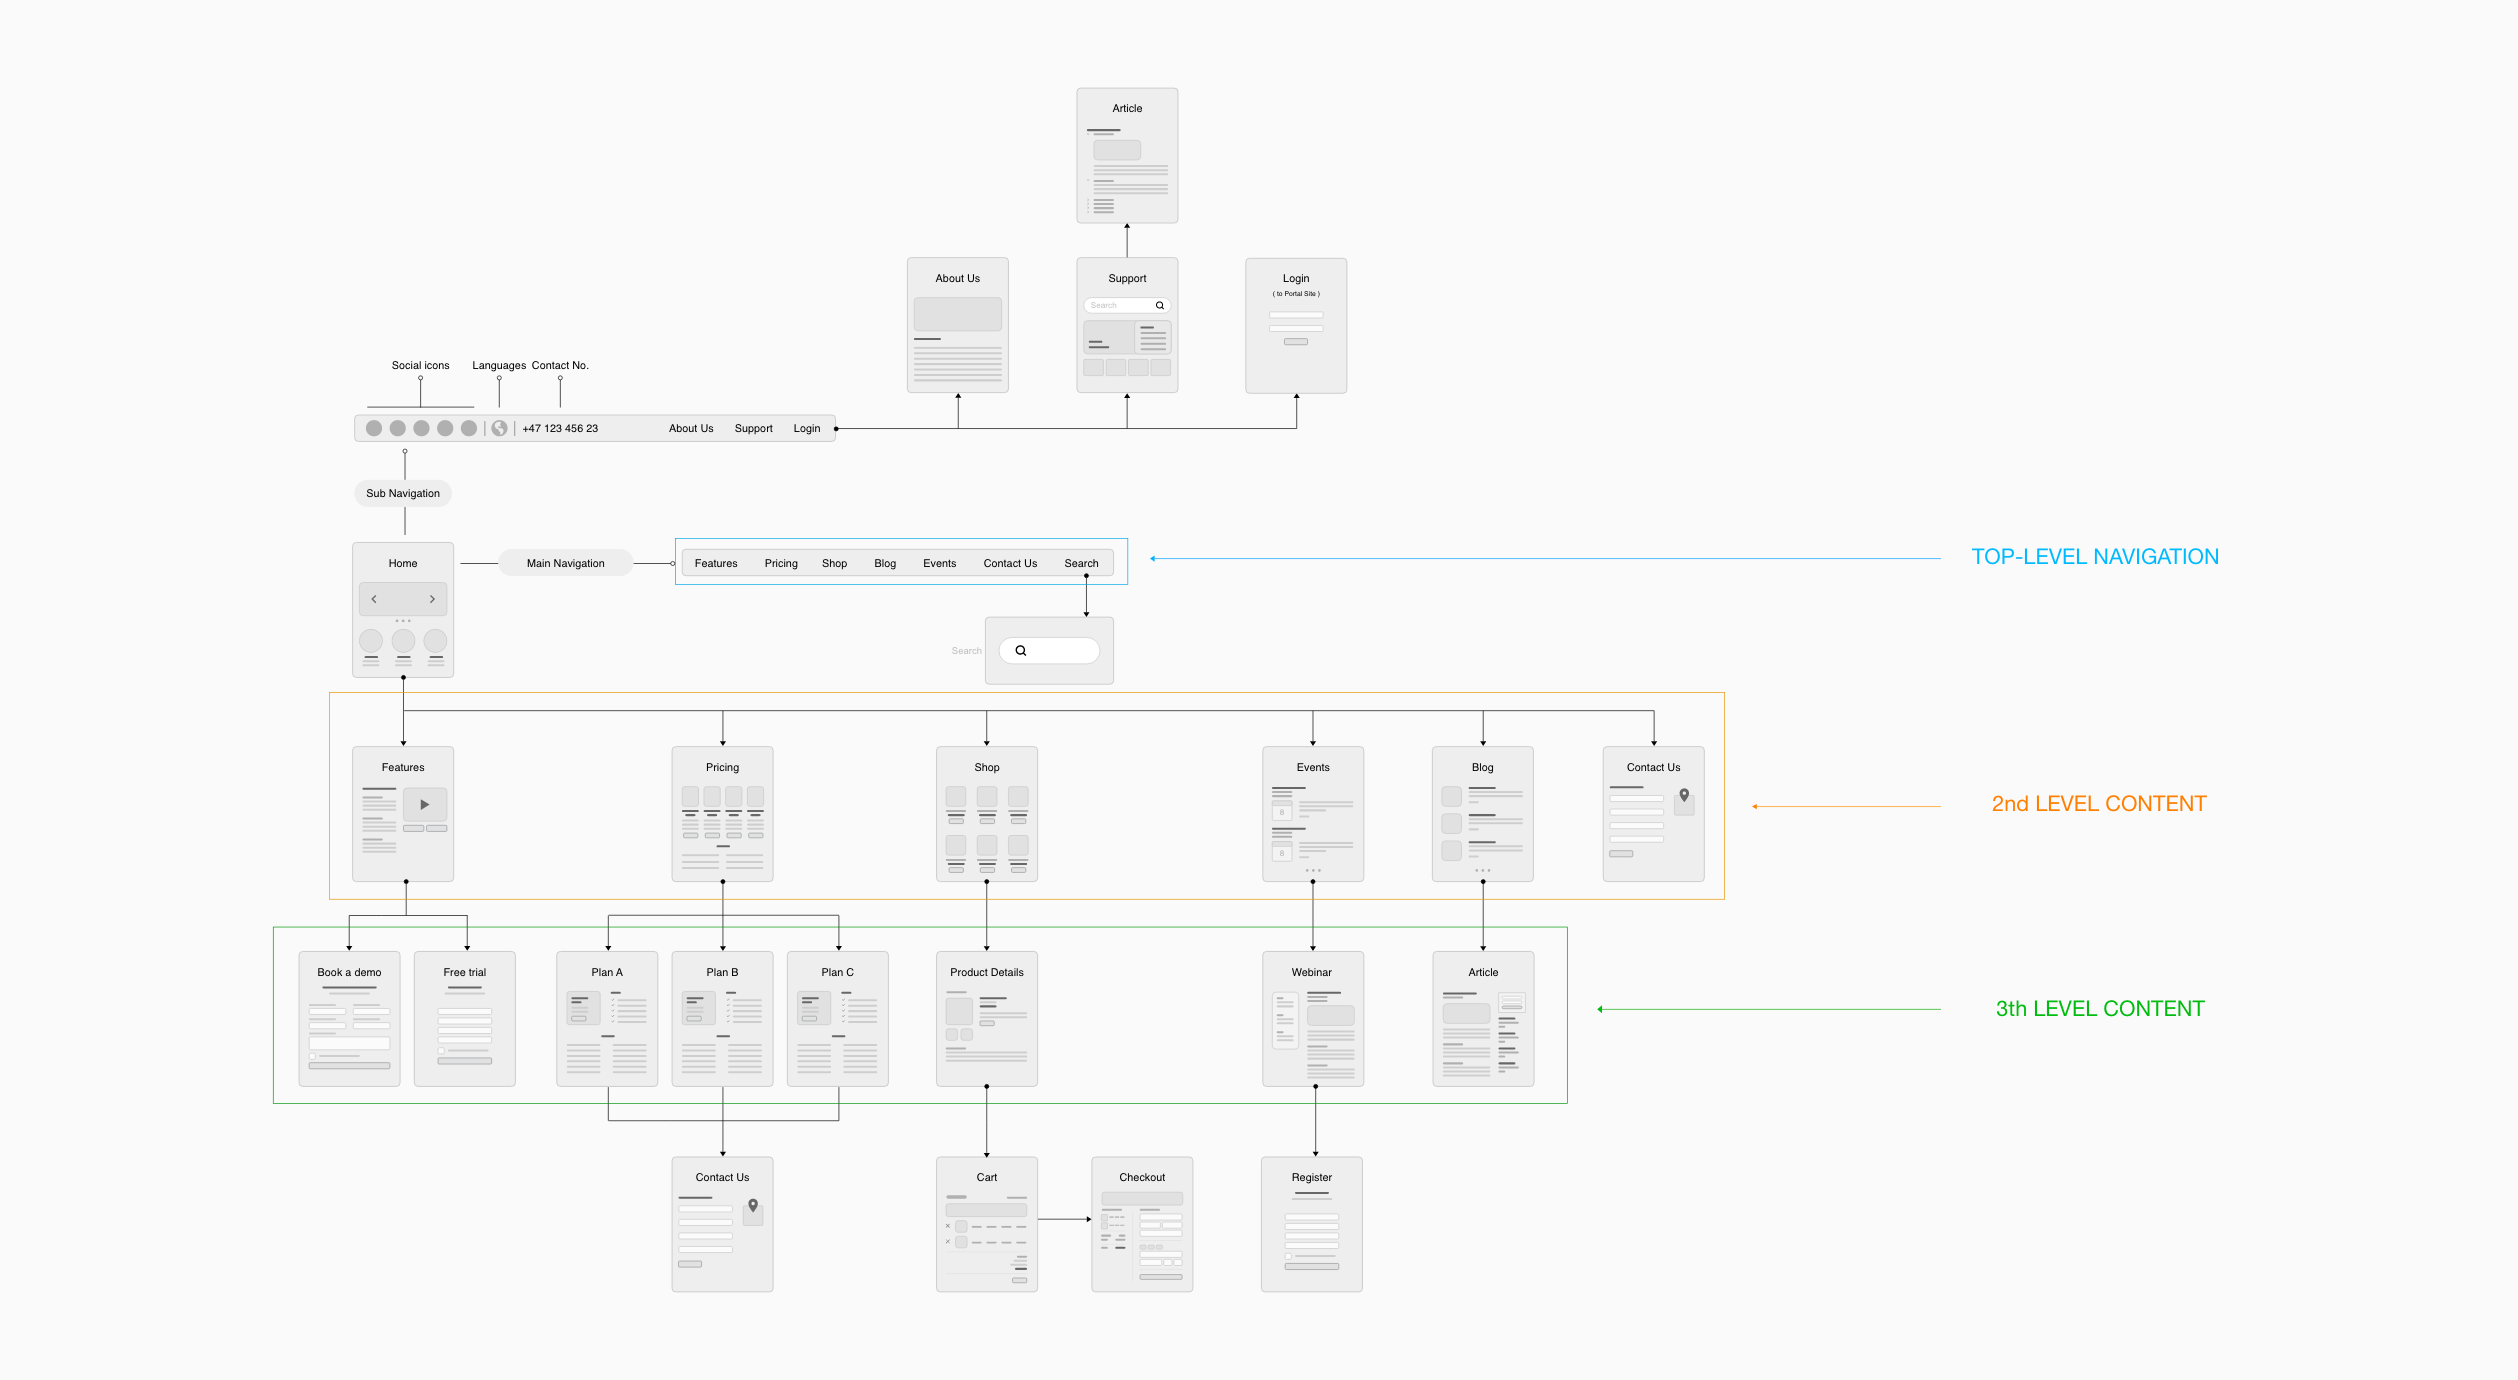 Article
About Us
Support
Search
Login
( to Portal Site )
Social icons
Languages
Contact No.
+47 123 456 23
About Us
Support
Login
Sub Navigation
Home
Main Navigation
Features
Pricing
Shop
Blog
Events
Contact Us
Search
TOP-LEVEL NAVIGATION
Search
Features
Pricing
Shop
Events
8
8
Blog
Contact Us
2nd LEVEL CONTENT
Book a demo
Free trial
Plan A
Plan B
Plan C
Product Details
Webinar
Article
3th LEVEL CONTENT
Contact Us
Cart
Checkout
Register